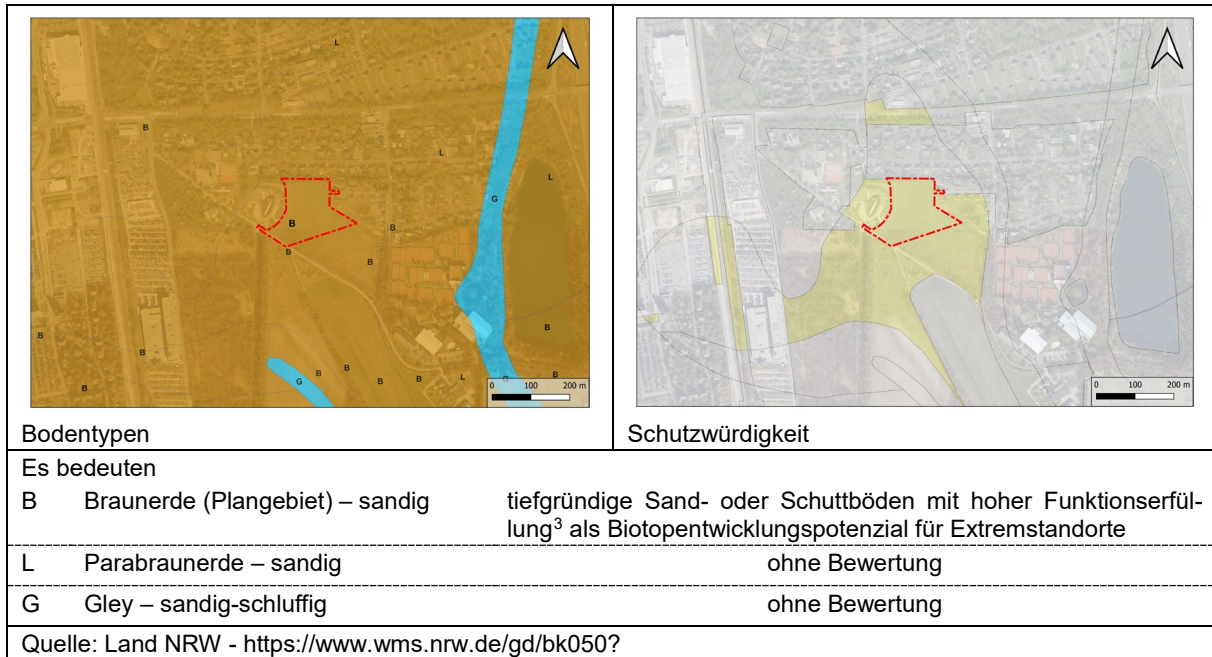 L
B
L
L
G
B
B
B
B
B
B
B
B
G
B
B
B
B
B
L
B
0 100 200 m
0 100 200 m
Bodentypen
Schutzwürdigkeit
Es bedeuten
B Braunerde (Plangebiet) – sandig tiefgründige Sand- oder Schuttböden mit hoher Funktionserfül-
lung³ als Biotopentwicklungspotenzial für Extremstandorte
L Parabraunerde – sandig ohne Bewertung
G Gley – sandig-schluffig ohne Bewertung
Quelle: Land NRW - https://www.wms.nrw.de/gd/bk050?